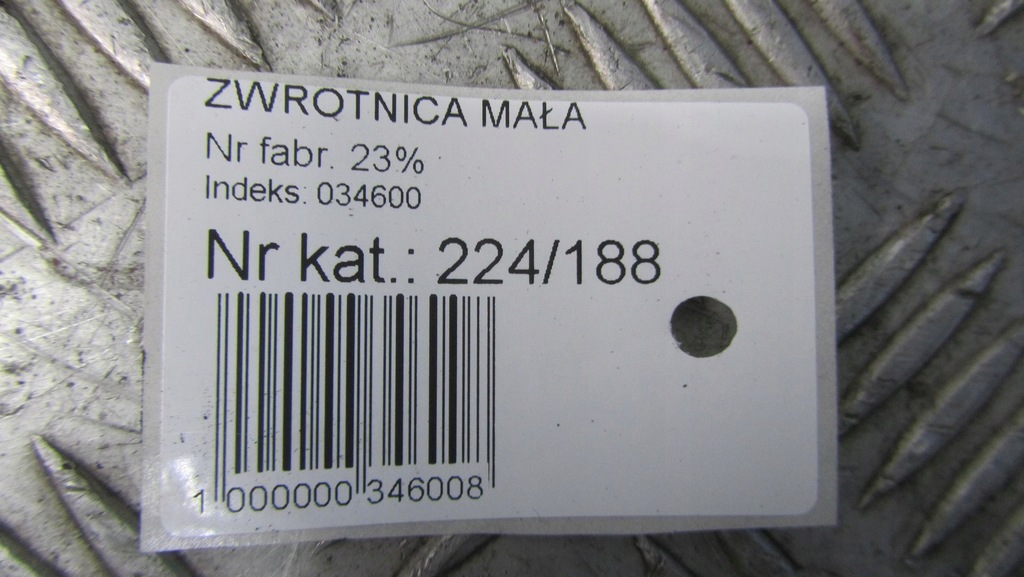 ZWROTNICA MAŁA
Nr fabr. 23%
Indeks: 034600
Nr kat.: 224/188
1 000000 346008